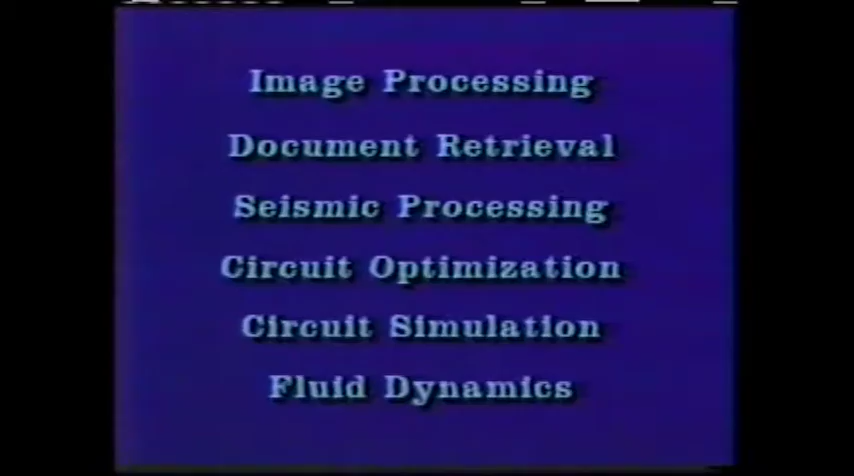 Image Processing
Document Retrieval
Seismic Processing
Circuit Optimization
Circuit Simulation
Fluid Dynamics